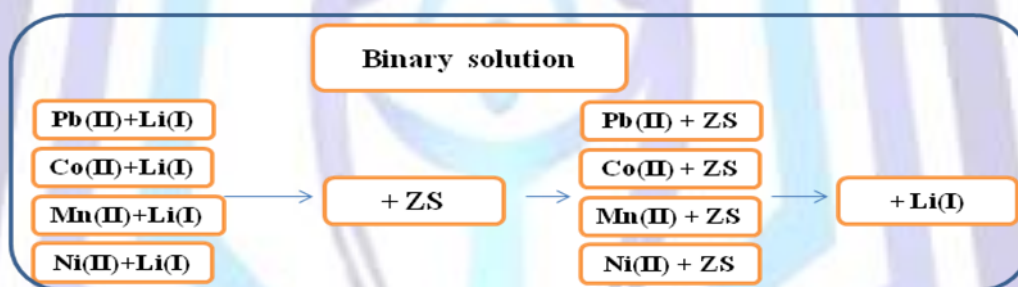 Binary solution
Pb(II)+Li(I)
Co(II)+Li(I)
Mn(II)+Li(I)
Ni(II)+Li(I)
+ ZS
Pb(II) + ZS
Co(II) + ZS
Mn(II) + ZS
Ni(II) + ZS
+ Li(I)